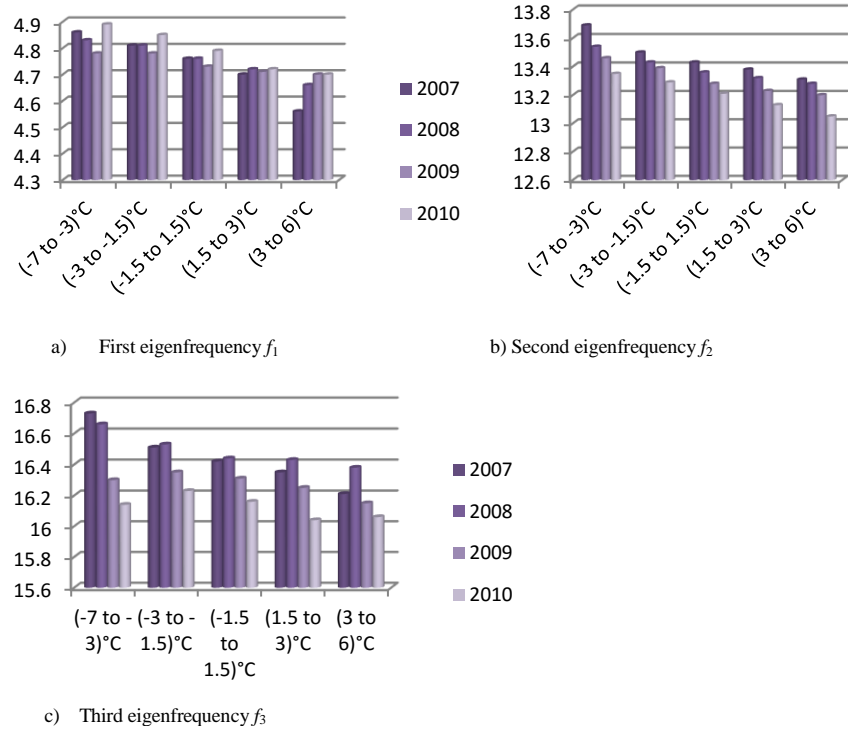 4.9
4.8
4.7
4.6
4.5
4.4
4.3
(-7 to -3)°C
(-3 to -1.5)°C
(-1.5 to 1.5)°C
(1.5 to 3)°C
(3 to 6)°C
2007
2008
2009
2010
a) First eigenfrequency f1
13.8
13.6
13.4
13.2
13
12.8
12.6
(-7 to -3)°C
(-3 to -1.5)°C
(-1.5 to 1.5)°C
(1.5 to 3)°C
(3 to 6)°C
b) Second eigenfrequency f2
16.8
16.6
16.4
16.2
16
15.8
15.6
(-7 to -
3)°C
(-3 to -
1.5)°C
(-1.5
to
1.5)°C
(1.5 to
3)°C
(3 to
6)°C
2007
2008
2009
2010
c) Third eigenfrequency f3